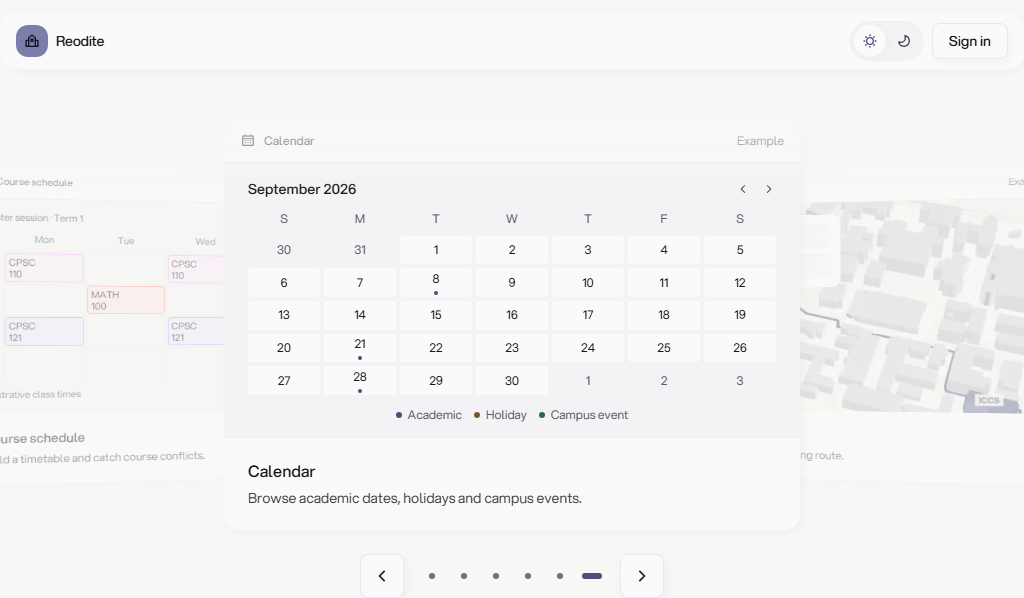 Reodite
Sign in
Calendar
Example
September 2026
S M T W T F S
30 31 1 2 3 4 5
6 7 8 9 10 11 12
13 14 15 16 17 18 19
20 21 22 23 24 25 26
27 28 29 30 1 2 3
Academic Holiday Campus event
Calendar
Browse academic dates, holidays and campus events.
Course schedule
session · Term 1
Mon Tue Wed
CPSC
110
CPSC
110
MATH
100
CPSC
121
CPSC
121
class times
schedule
a timetable and catch course conflicts.
ICCS
route.